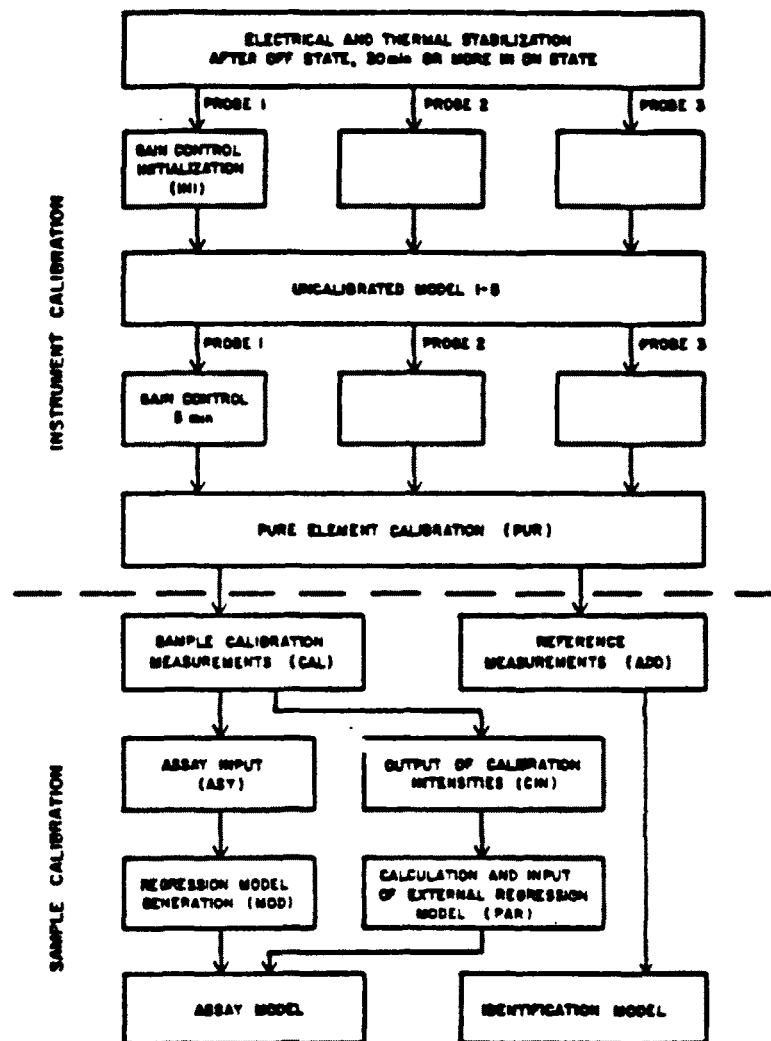 ELECTRICAL AND THERMAL STABILIZATION
AFTER OFF STATE, 30 min OR MORE IN ON STATE
PROBE 1
PROBE 2
PROBE 3
GAIN CONTROL
INITIALIZATION
(INI)
UNCALIBRATED MODEL 1-8
PROBE 1
PROBE 2
PROBE 3
GAIN CONTROL
5 min
PURE ELEMENT CALIBRATION (PUR)
INSTRUMENT CALIBRATION
SAMPLE CALIBRATION
MEASUREMENTS (CAL)
REFERENCE
MEASUREMENTS (ADD)
ASSAY INPUT
(ASY)
OUTPUT OF CALIBRATION
INTENSITIES (CIN)
REGRESSION MODEL
GENERATION (MOD)
CALCULATION AND INPUT
OF EXTERNAL REGRESSION
MODEL (PAR)
ASSAY MODEL
IDENTIFICATION MODEL
SAMPLE CALIBRATION